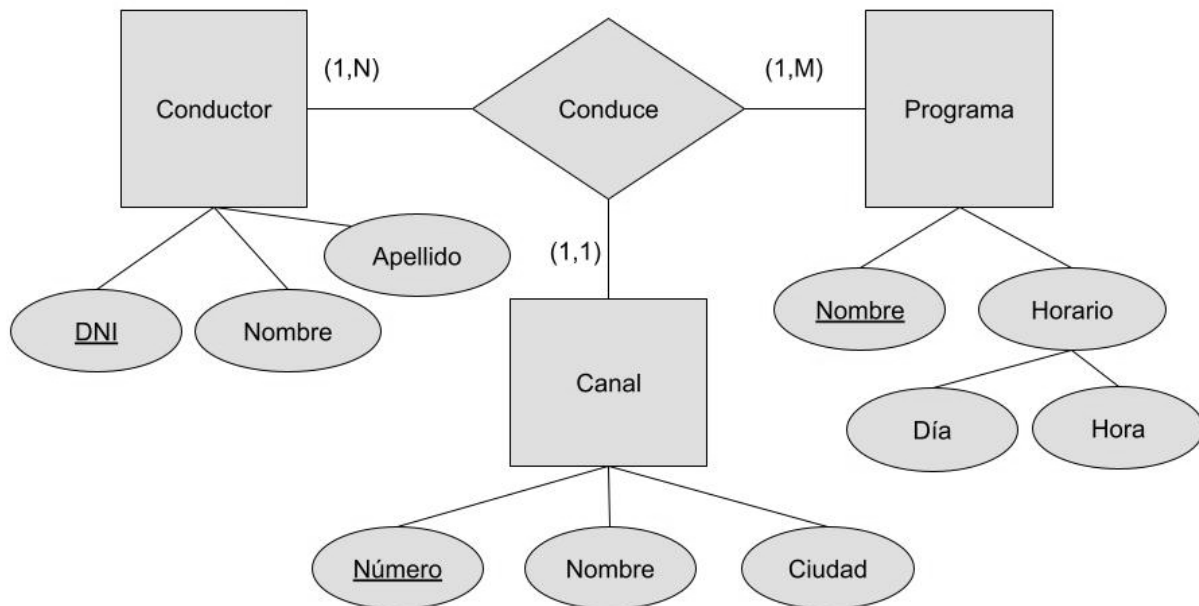 (1,N)
(1,M)
Conductor
Conduce
Programa
Apellido
(1,1)
DNI
Nombre
Nombre
Horario
Canal
Día
Hora
Número
Nombre
Ciudad